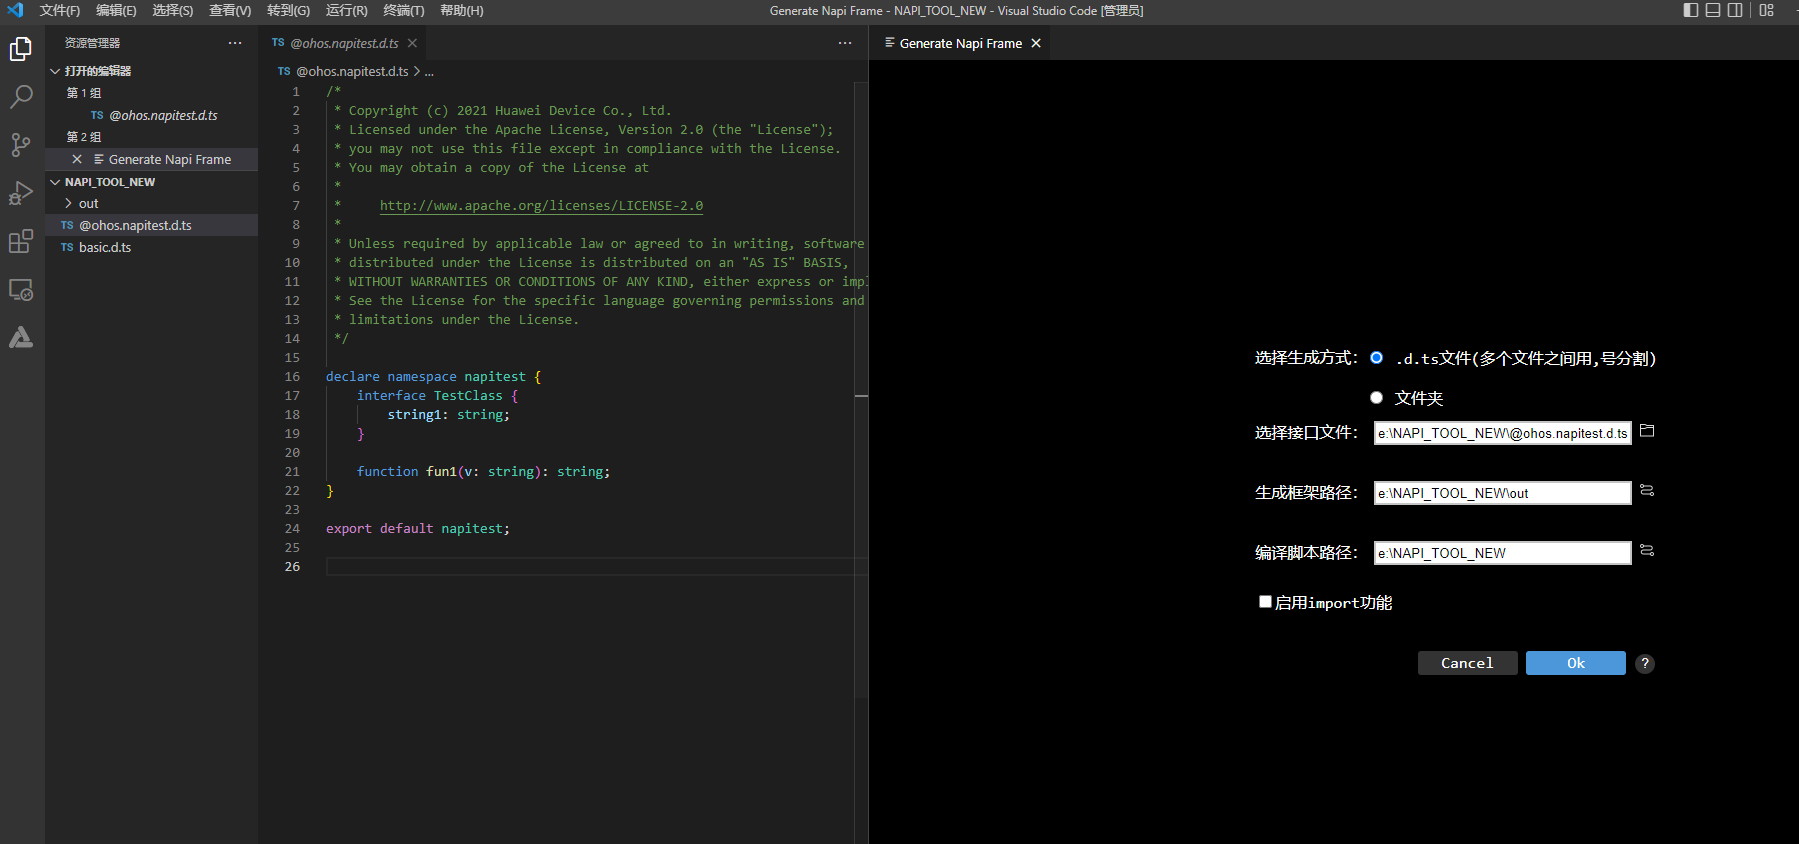 文件(F) 编辑(E) 选择(S) 查看(V) 转到(G) 运行(R) 终端(T) 帮助(H) Generate Napi Frame - NAPI_TOOL_NEW - Visual Studio Code [管理员]
资源管理器
打开的编辑器
第 1 组
TS @ohos.napitest.d.ts
第 2 组
Generate Napi Frame
NAPI_TOOL_NEW
out
TS @ohos.napitest.d.ts
TS basic.d.ts
TS @ohos.napitest.d.ts
TS @ohos.napitest.d.ts > ...
1 /*
2 * Copyright (c) 2021 Huawei Device Co., Ltd.
3 * Licensed under the Apache License, Version 2.0 (the "License");
4 * you may not use this file except in compliance with the License.
5 * You may obtain a copy of the License at
6 *
7 * http://www.apache.org/licenses/LICENSE-2.0
8 *
9 * Unless required by applicable law or agreed to in writing, software
10 * distributed under the License is distributed on an "AS IS" BASIS,
11 * WITHOUT WARRANTIES OR CONDITIONS OF ANY KIND, either express or impl
12 * See the License for the specific language governing permissions and
13 * limitations under the License.
14 */
15
16 declare namespace napitest {
17 interface TestClass {
18 string1: string;
19 }
20
21 function fun1(v: string): string;
22 }
23
24 export default napitest;
25
26
Generate Napi Frame
选择生成方式: .d.ts文件(多个文件之间用,号分割)
文件夹
选择接口文件: e:\NAPI_TOOL_NEW\@ohos.napitest.d.ts
生成框架路径: e:\NAPI_TOOL_NEW\out
编译脚本路径: e:\NAPI_TOOL_NEW
启用import功能
Cancel Ok ?